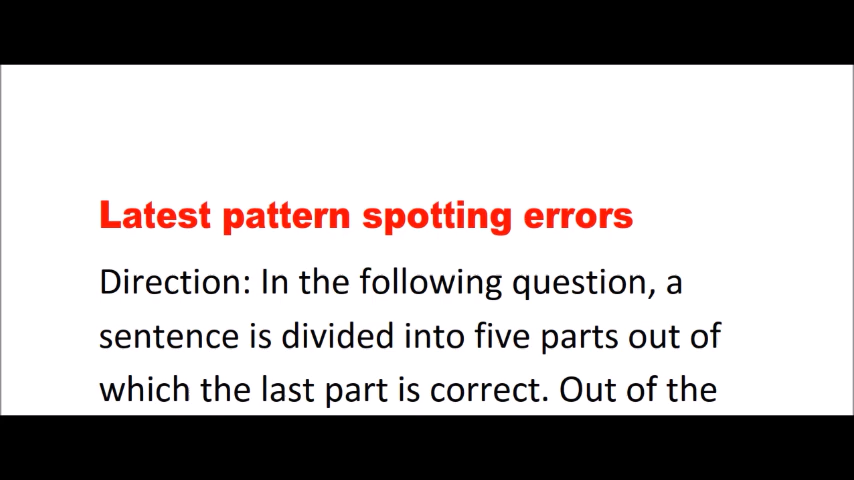 Latest pattern spotting errors
Direction: In the following question, a
sentence is divided into five parts out of
which the last part is correct. Out of the